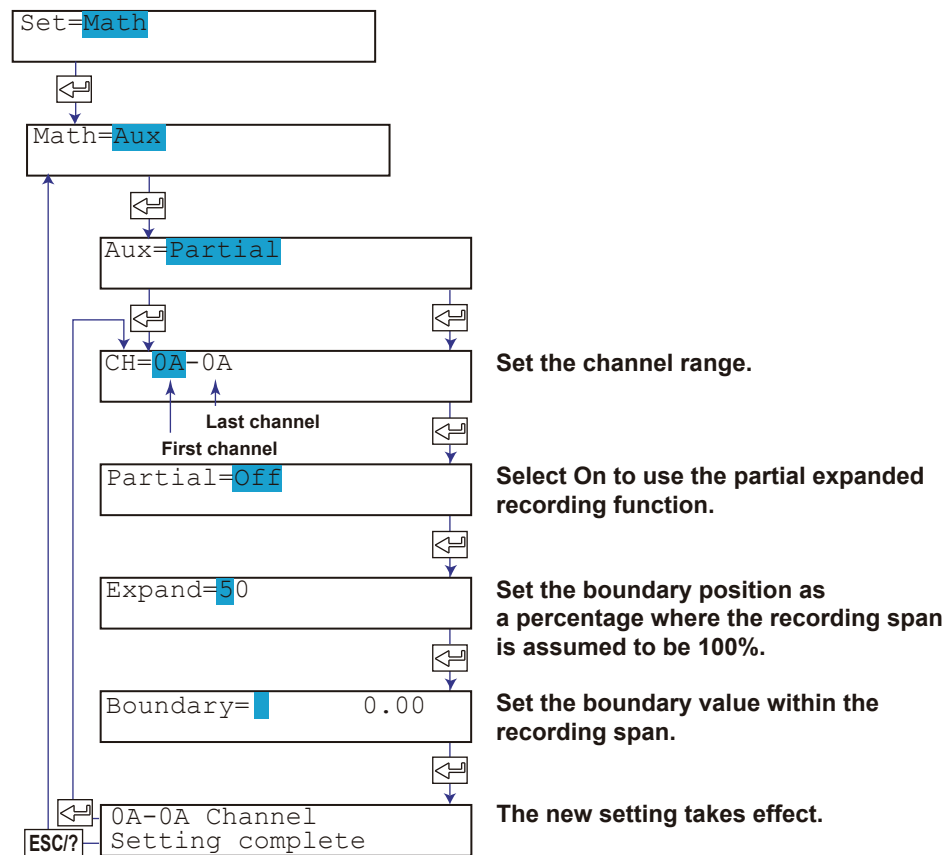 Set=Math
Math=Aux
Aux=Partial
CH=0A-0A
Set the channel range.
Last channel
First channel
Partial=Off
Select On to use the partial expanded
recording function.
Expand=50
Set the boundary position as
a percentage where the recording span
is assumed to be 100%.
Boundary= 0.00
Set the boundary value within the
recording span.
0A-0A Channel
Setting complete
The new setting takes effect.
ESC/?